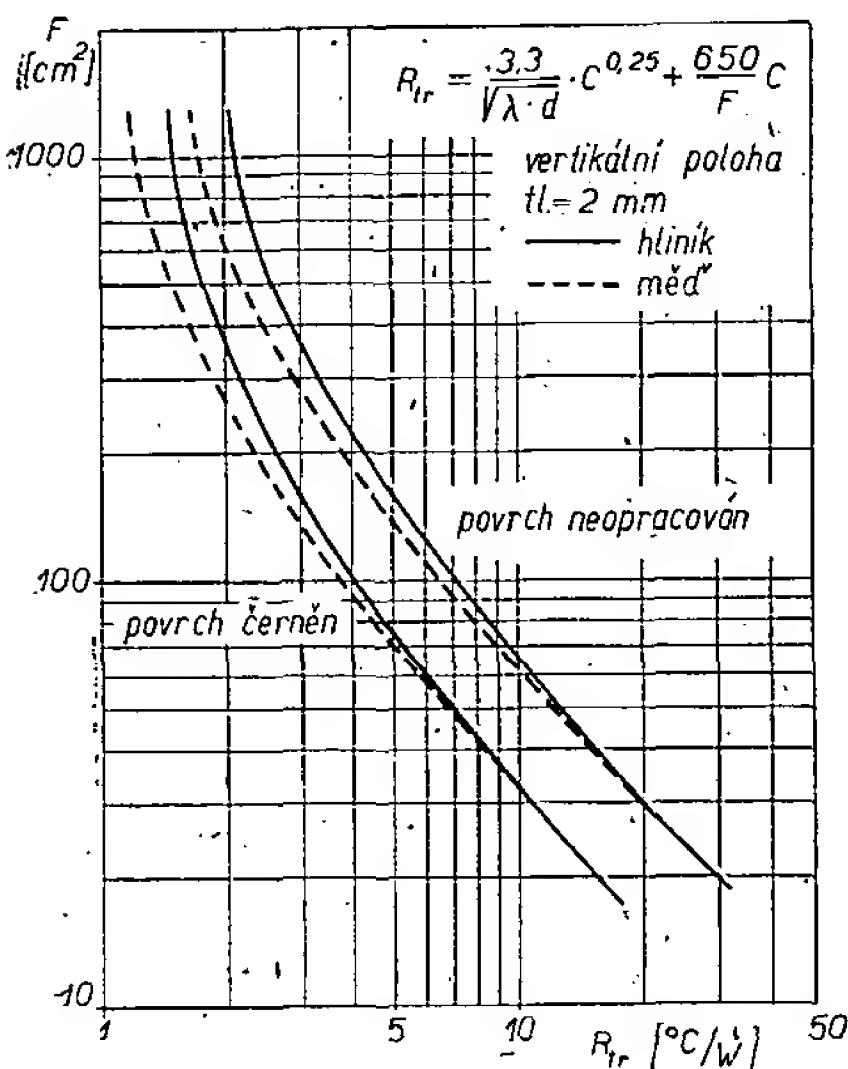 F
[cm²]
R_tr = 3,3 / √(λ · d) · C^0,25 + 650 / F C
1000
vertikální poloha
tl. = 2 mm
hliník
měď
povrch neopracován
100
povrch černěn
10
1 5 10 50
R_tr [°C/W]